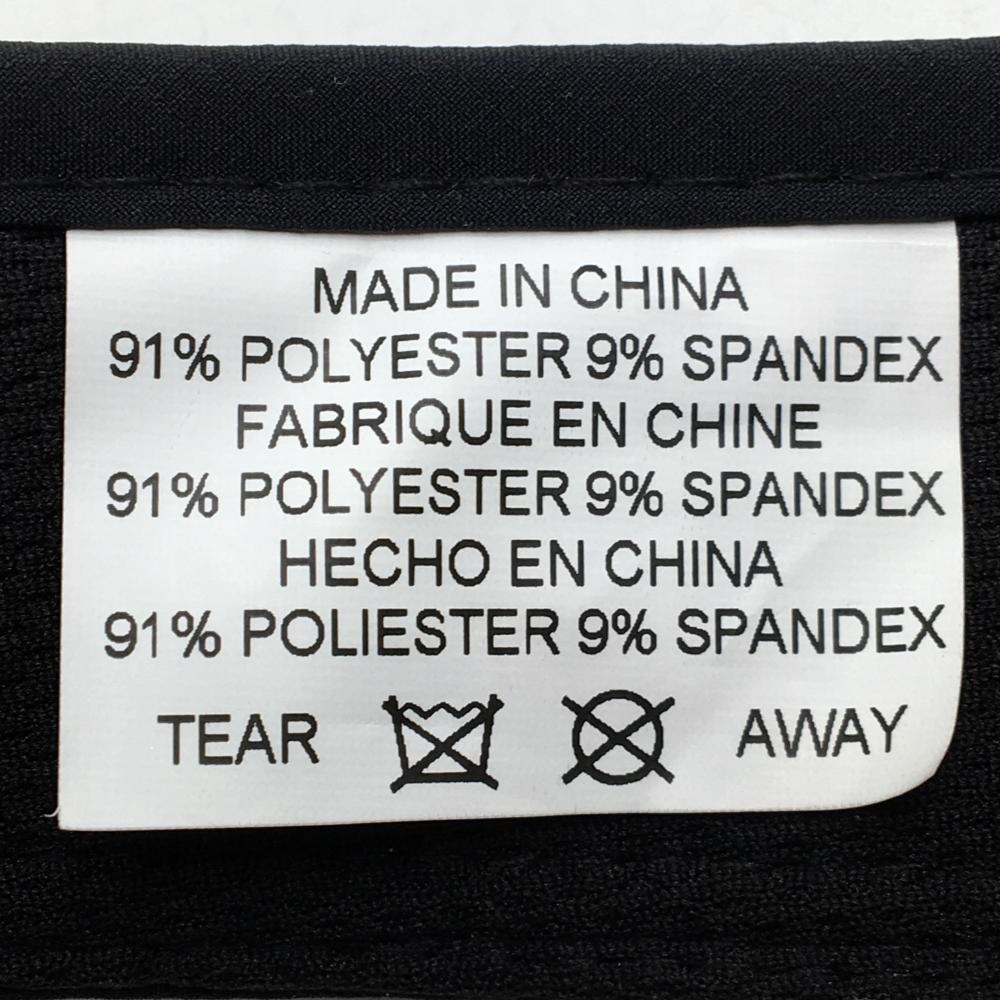 MADE IN CHINA
91% POLYESTER 9% SPANDEX
FABRIQUE EN CHINE
91% POLYESTER 9% SPANDEX
HECHO EN CHINA
91% POLIESTER 9% SPANDEX
TEAR AWAY